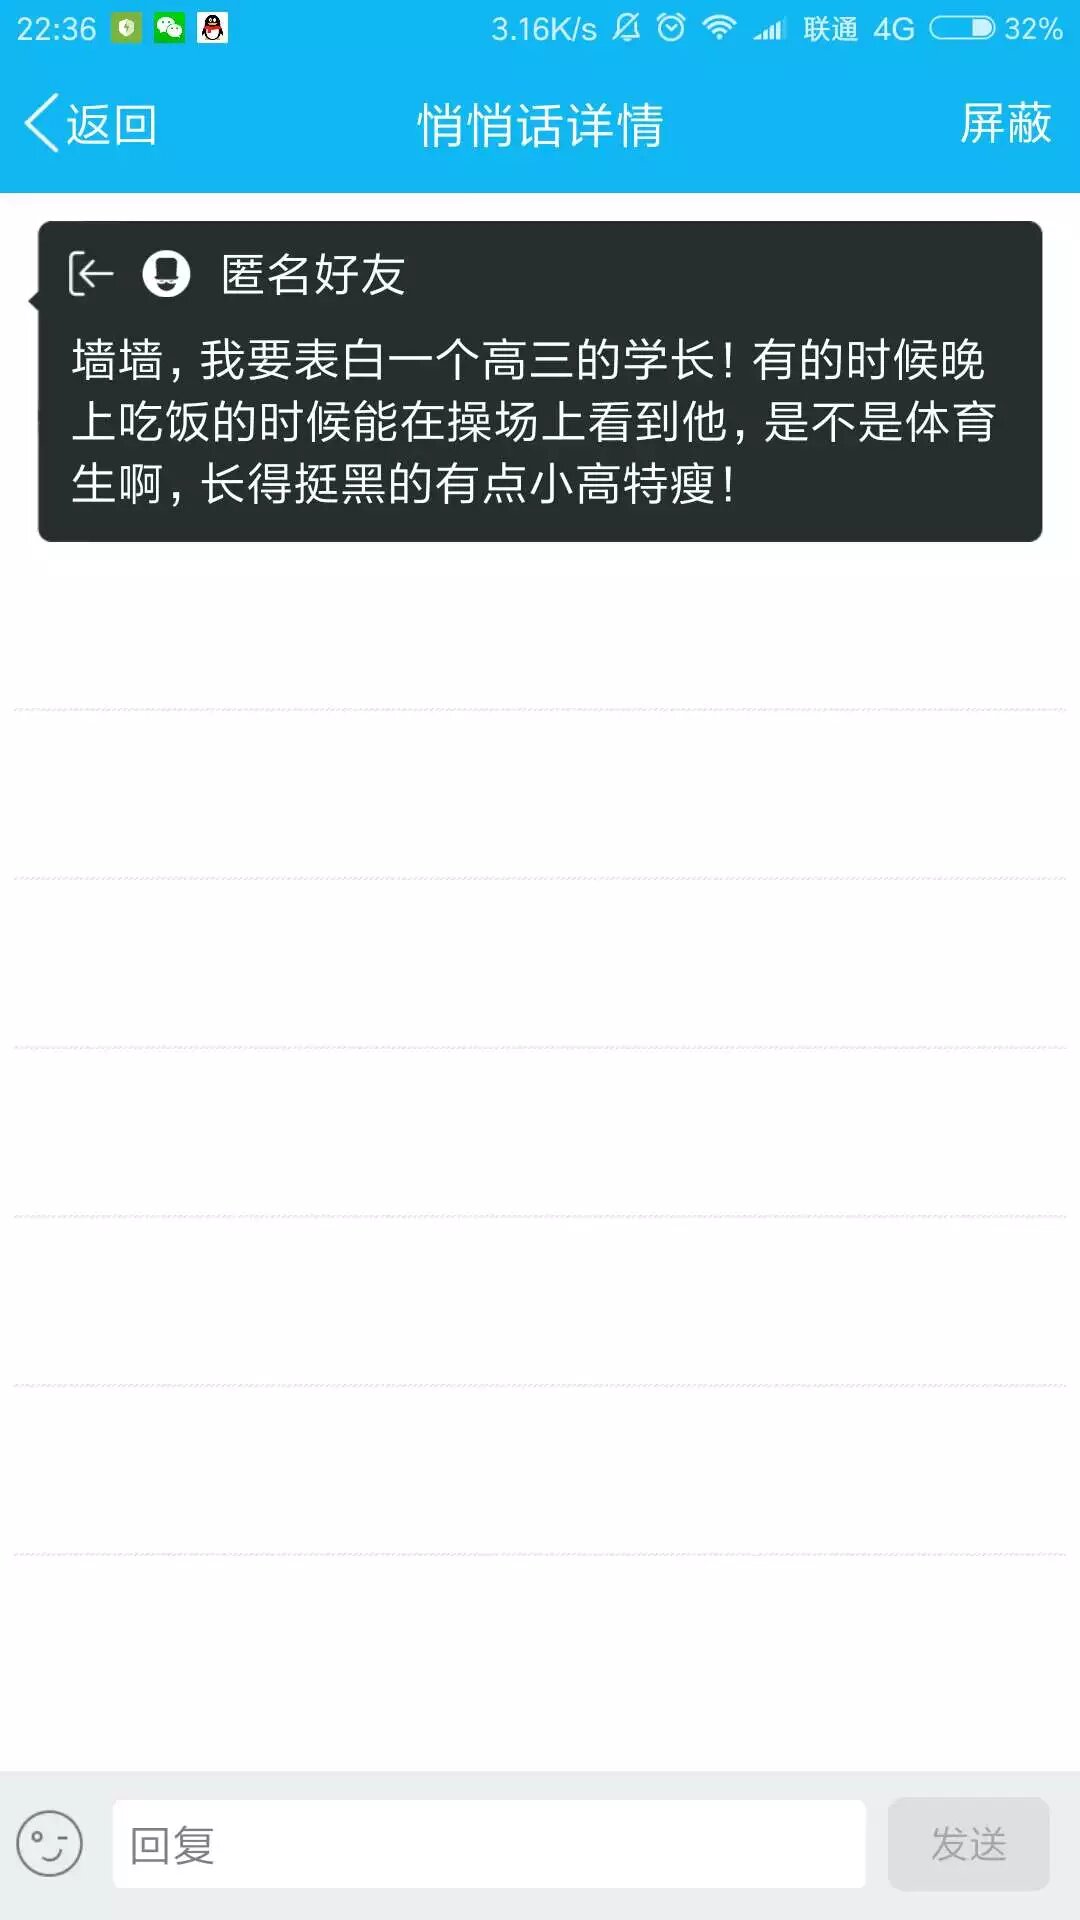 22:36 3.16K/s 联通 4G 32%
返回 悄悄话详情 屏蔽
匿名好友
墙墙,我要表白一个高三的学长!有的时候晚
上吃饭的时候能在操场上看到他,是不是体育
生啊,长得挺黑的有点小高特瘦!
回复 发送